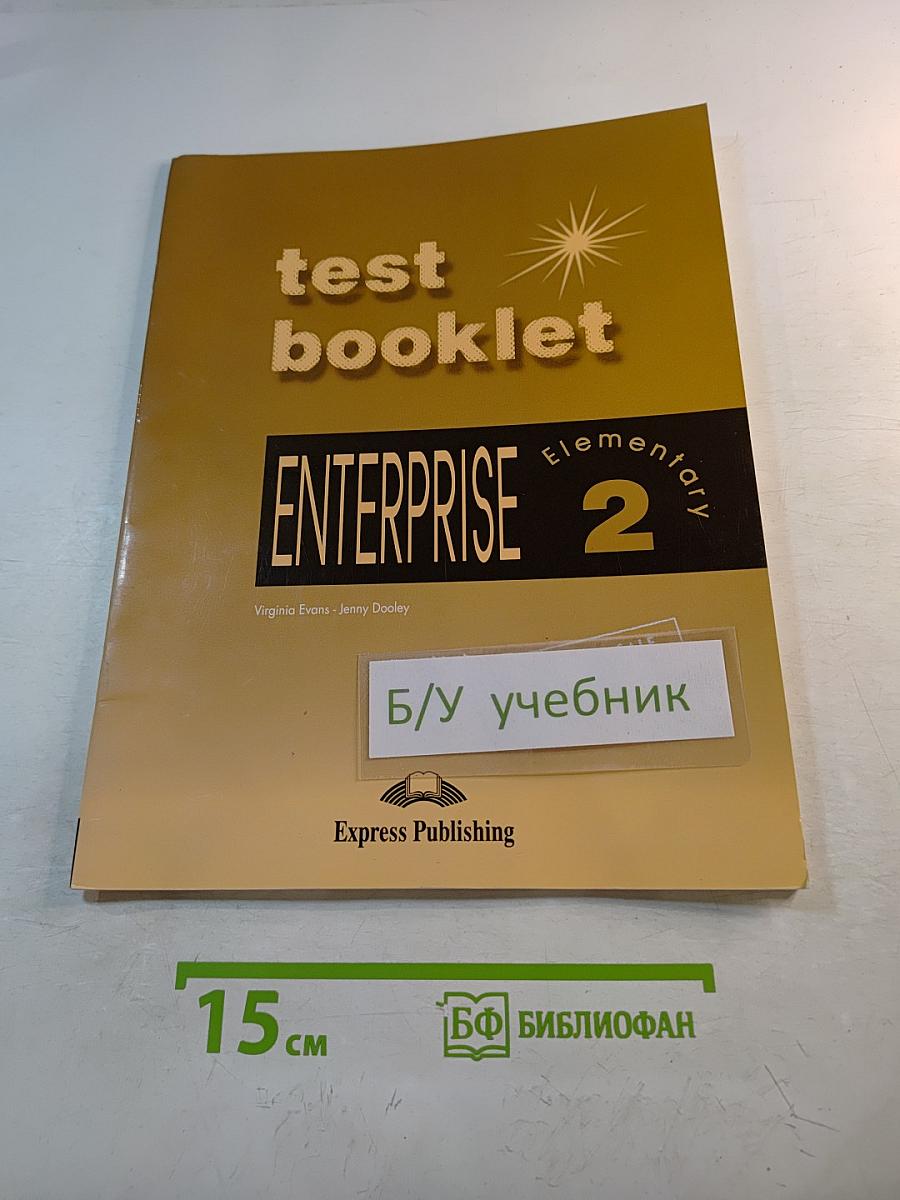 test
booklet
ENTERPRISE
Elementary
2
Virginia Evans - Jenny Dooley
Б/У учебник
Express Publishing
15 см
БФ БИБЛИОФАН